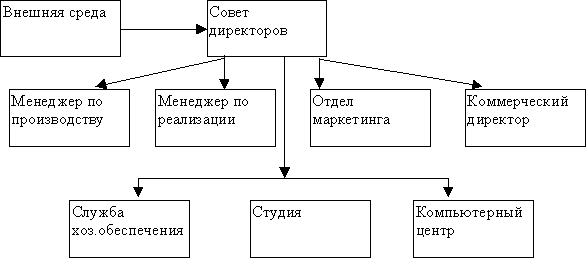 Внешняя среда
Совет
директоров
Менеджер по
производству
Менеджер по
реализации
Отдел
маркетинга
Коммерческий
директор
Служба
хоз.обеспечения
Студия
Компьютерный
центр